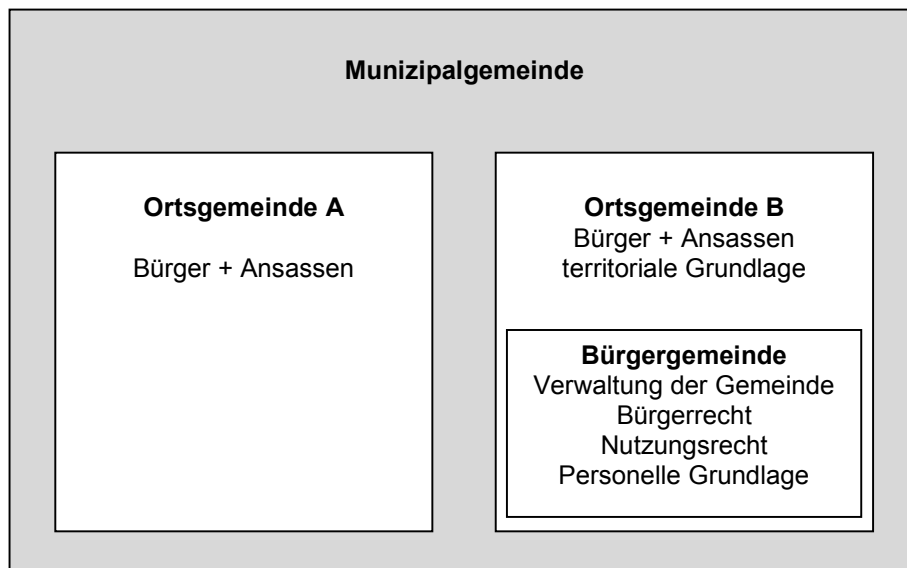 Munizipalgemeinde
Ortsgemeinde A
Bürger + Ansassen
Ortsgemeinde B
Bürger + Ansassen
territoriale Grundlage
Bürgergemeinde
Verwaltung der Gemeinde
Bürgerrecht
Nutzungsrecht
Personelle Grundlage